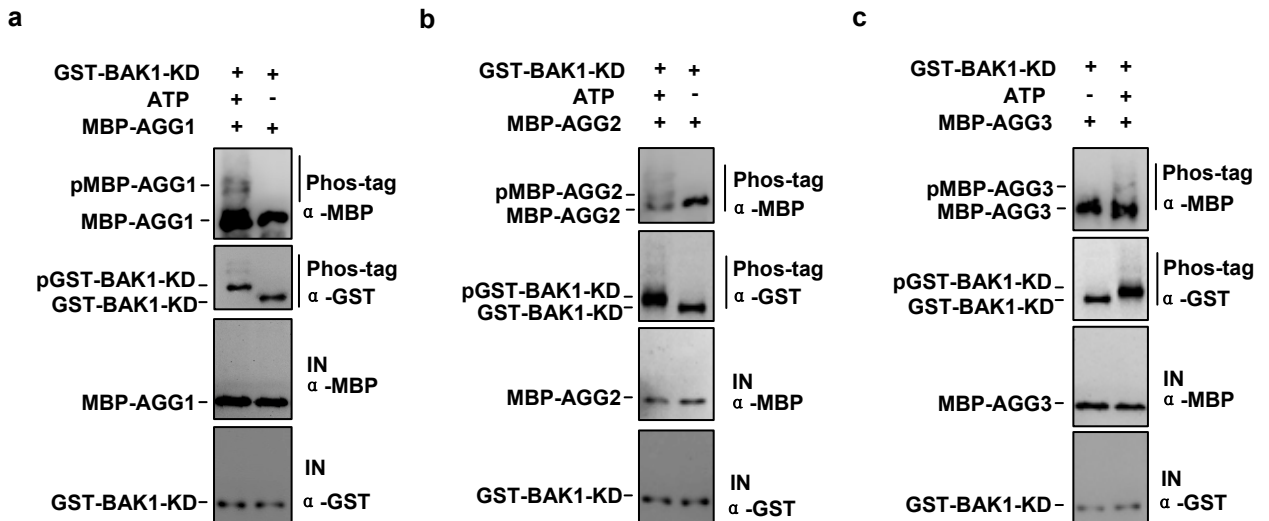 a
GST-BAK1-KD + +
ATP + -
MBP-AGG1 + +
pMBP-AGG1
MBP-AGG1
Phos-tag
α-MBP
pGST-BAK1-KD
GST-BAK1-KD
Phos-tag
α-GST
MBP-AGG1
IN
α-MBP
GST-BAK1-KD
IN
α-GST
b
GST-BAK1-KD + +
ATP + -
MBP-AGG2 + +
pMBP-AGG2
MBP-AGG2
Phos-tag
α-MBP
pGST-BAK1-KD
GST-BAK1-KD
Phos-tag
α-GST
MBP-AGG2
IN
α-MBP
GST-BAK1-KD
IN
α-GST
c
GST-BAK1-KD + +
ATP - +
MBP-AGG3 + +
pMBP-AGG3
MBP-AGG3
Phos-tag
α-MBP
pGST-BAK1-KD
GST-BAK1-KD
Phos-tag
α-GST
MBP-AGG3
IN
α-MBP
GST-BAK1-KD
IN
α-GST